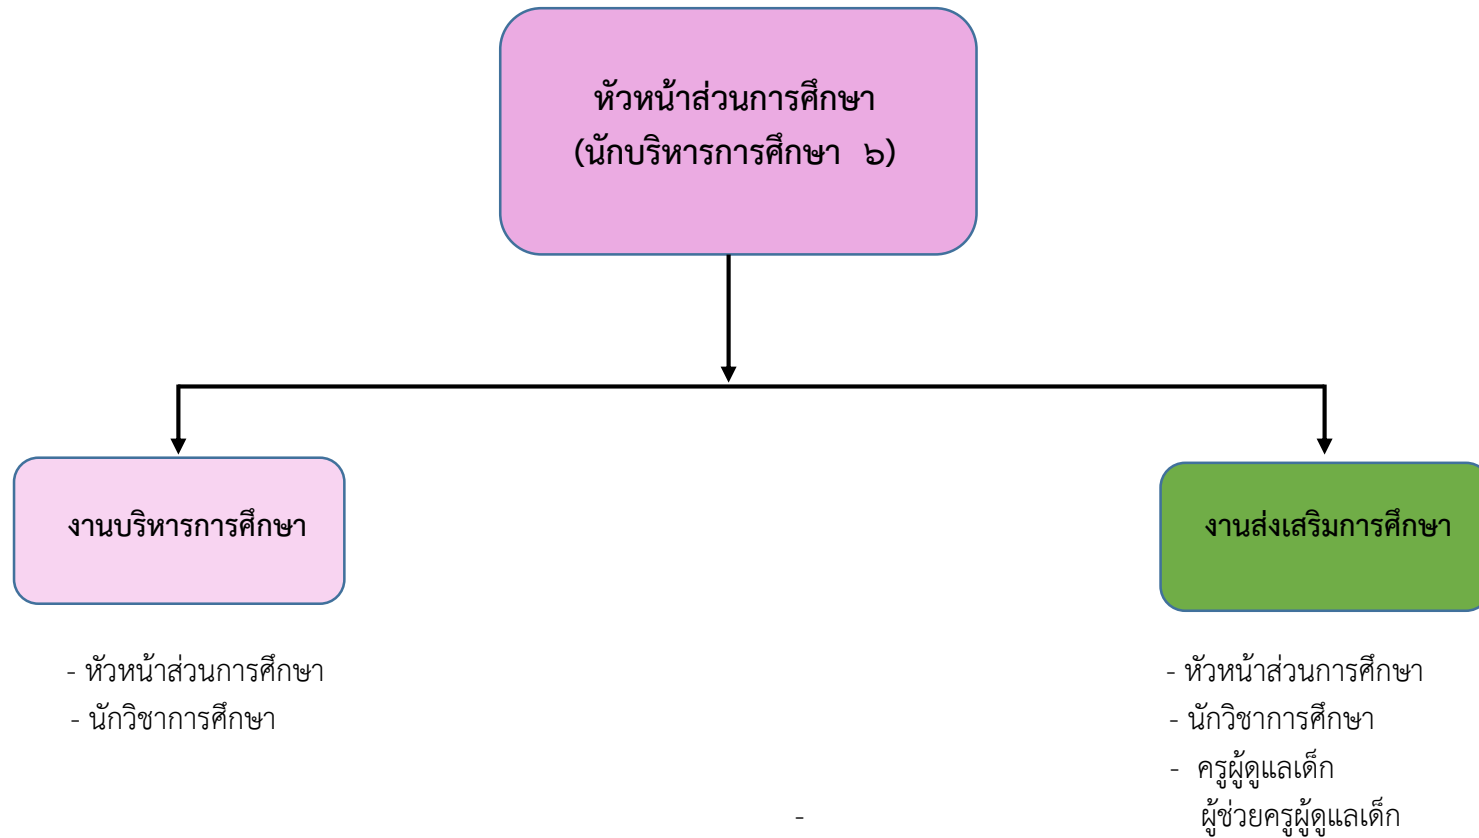 หัวหน้าส่วนการศึกษา
(นักบริหารการศึกษา ๖)
งานบริหารการศึกษา
- หัวหน้าส่วนการศึกษา
- นักวิชาการศึกษา
งานส่งเสริมการศึกษา
- หัวหน้าส่วนการศึกษา
- นักวิชาการศึกษา
- ครูผู้ดูแลเด็ก
- ผู้ช่วยครูผู้ดูแลเด็ก